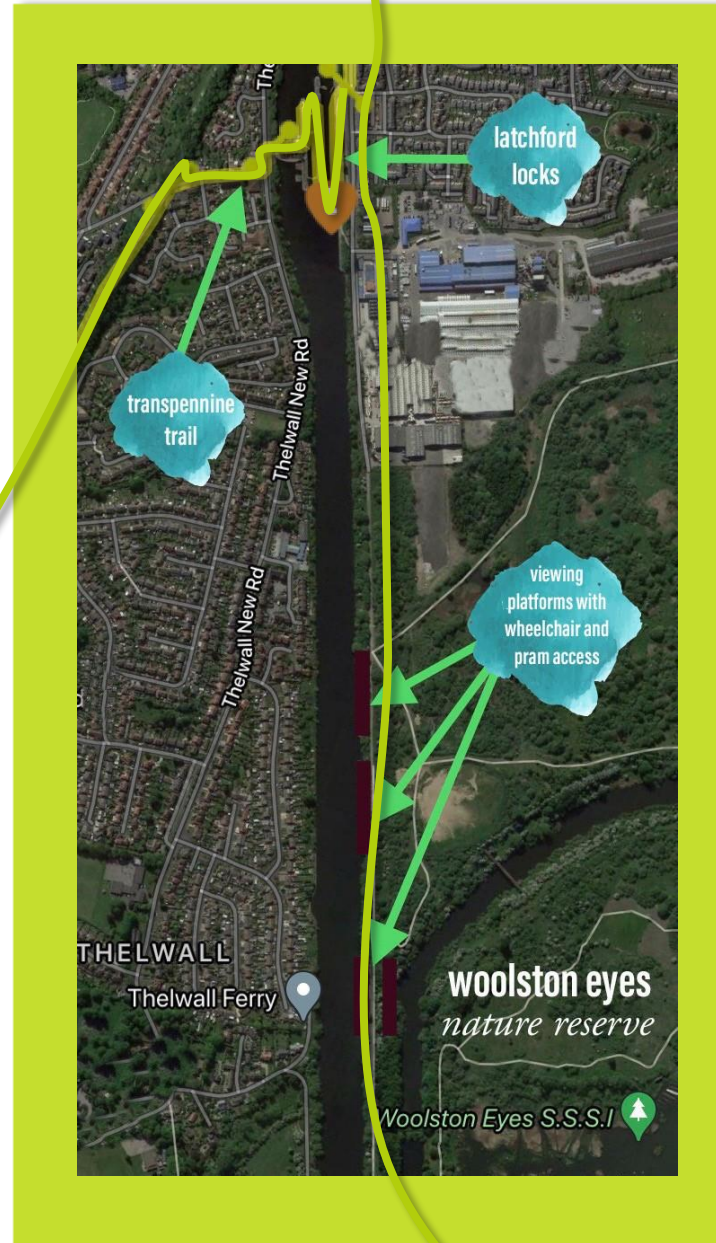 The
latchford
locks
Thelwall New Rd
transpennine
trail
Thelwall New Rd
viewing
platforms with
wheelchair and
pram access
THELWALL
Thelwall Ferry
woolston eyes
nature reserve
Woolston Eyes S.S.S.I